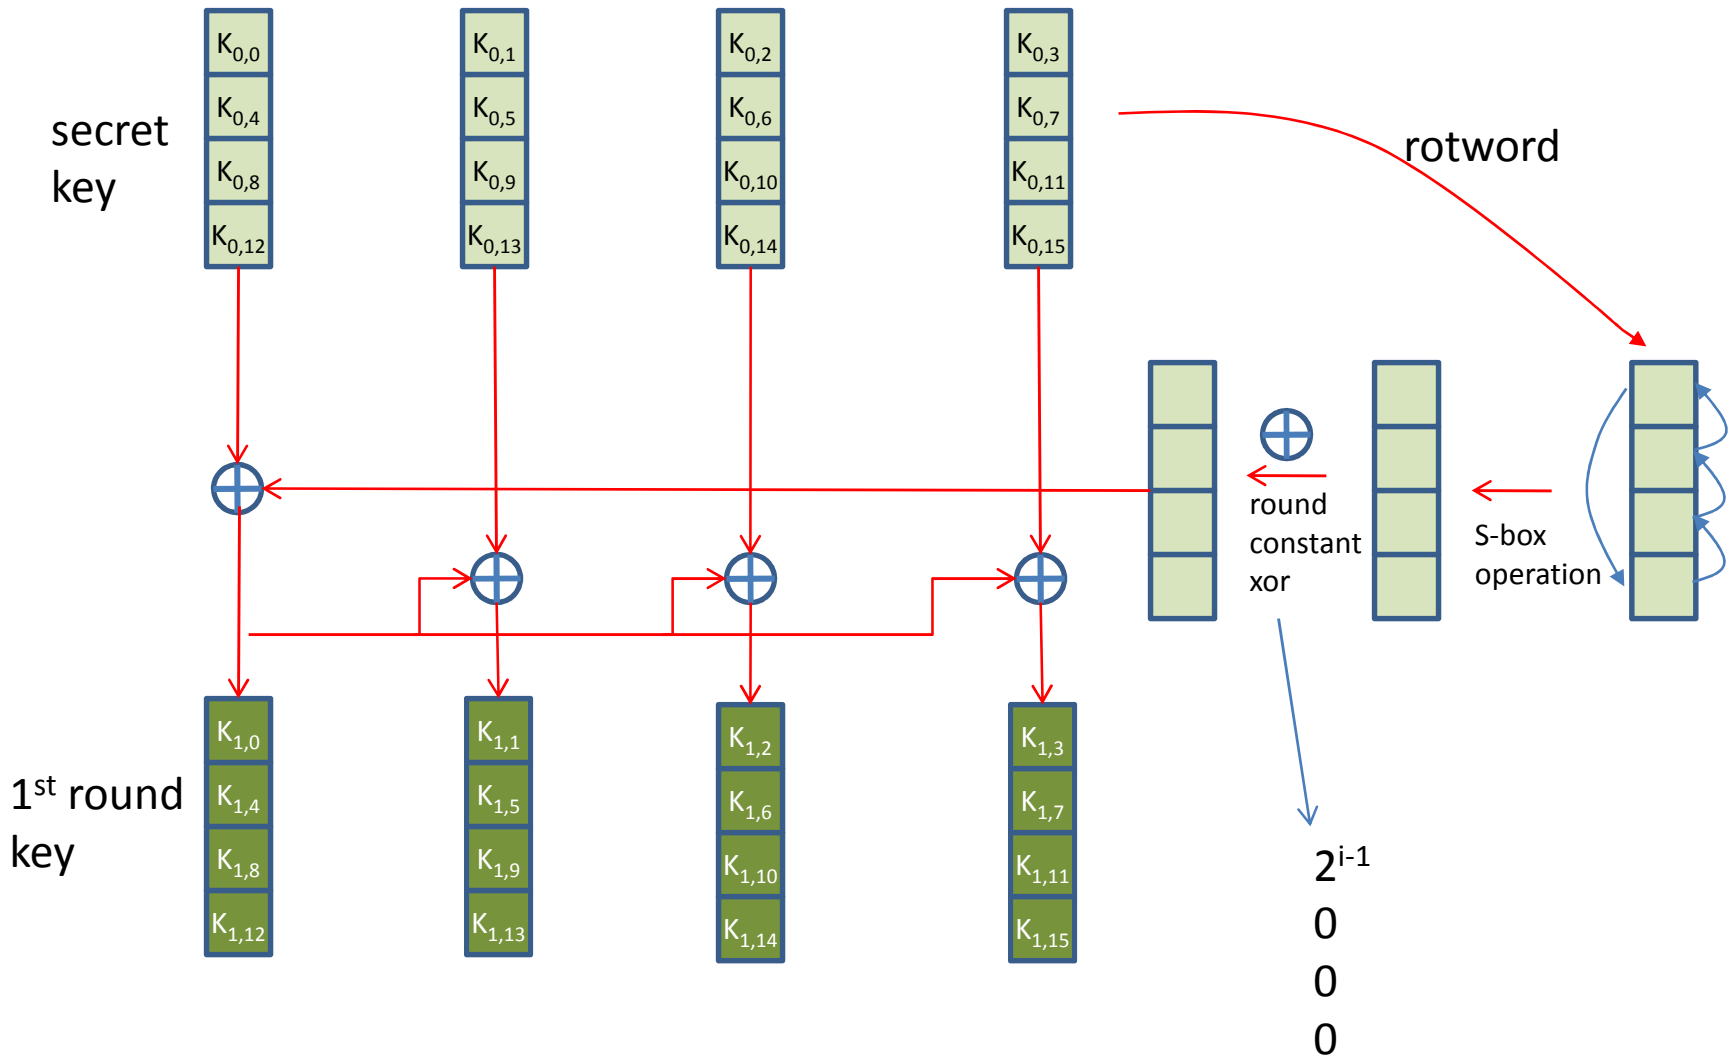 K0,0 K0,1 K0,2 K0,3
K0,4 K0,5 K0,6 K0,7
K0,8 K0,9 K0,10 K0,11
K0,12 K0,13 K0,14 K0,15
secret
key
rotword
round
constant
xor
S-box
operation
K1,0 K1,1 K1,2 K1,3
K1,4 K1,5 K1,6 K1,7
K1,8 K1,9 K1,10 K1,11
K1,12 K1,13 K1,14 K1,15
1st round
key
2i-1
0
0
0